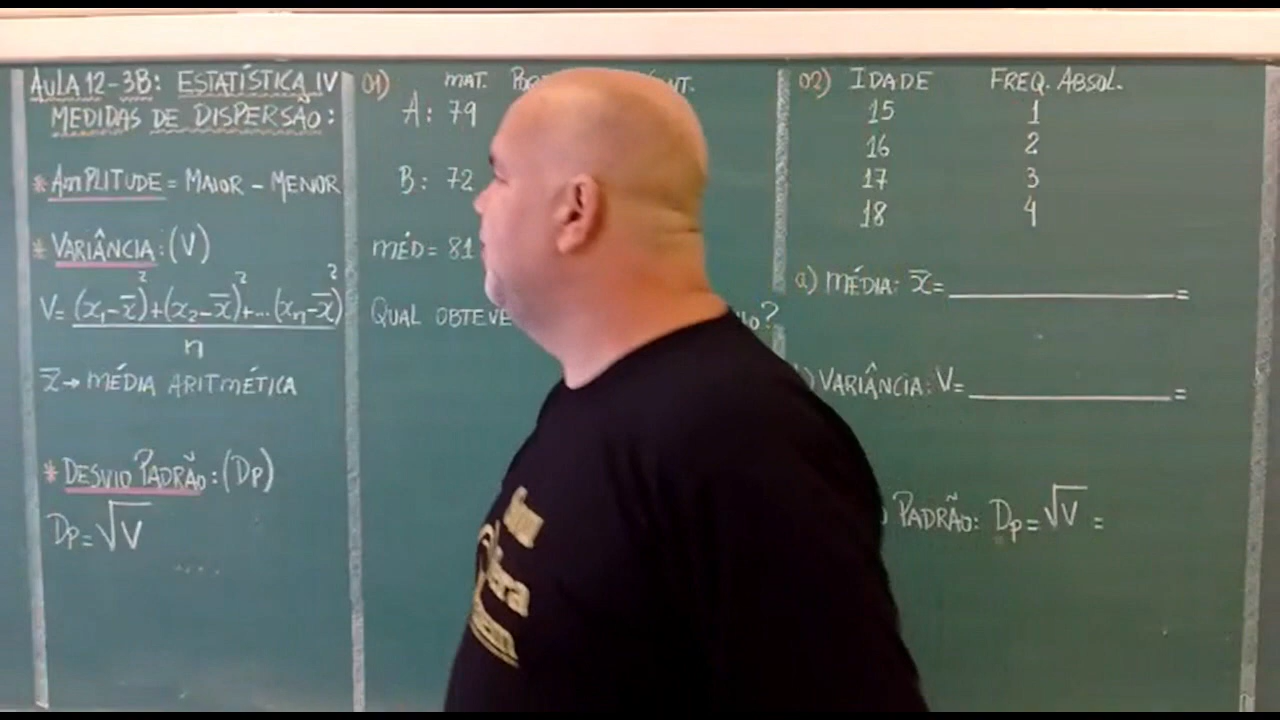 AULA 12-3B: ESTATÍSTICA IV
MEDIDAS DE DISPERSÃO:
* AMPLITUDE = MAIOR - MENOR
* VARIÂNCIA: (V)
V= (x₁-x̅)²+(x₂-x̅)²+...(xₙ-x̅)²
n
x̅ → MÉDIA ARITMÉTICA
* DESVIO PADRÃO: (DP)
DP=√V
01) MAT.
A: 79
B: 72
MÉD= 81
QUAL OBTEVE ?
02) IDADE FREQ. ABSOL.
15 1
16 2
17 3
18 4
a) MÉDIA: x̅=__________=
) VARIÂNCIA: V=__________=
PADRÃO: DP=√V =